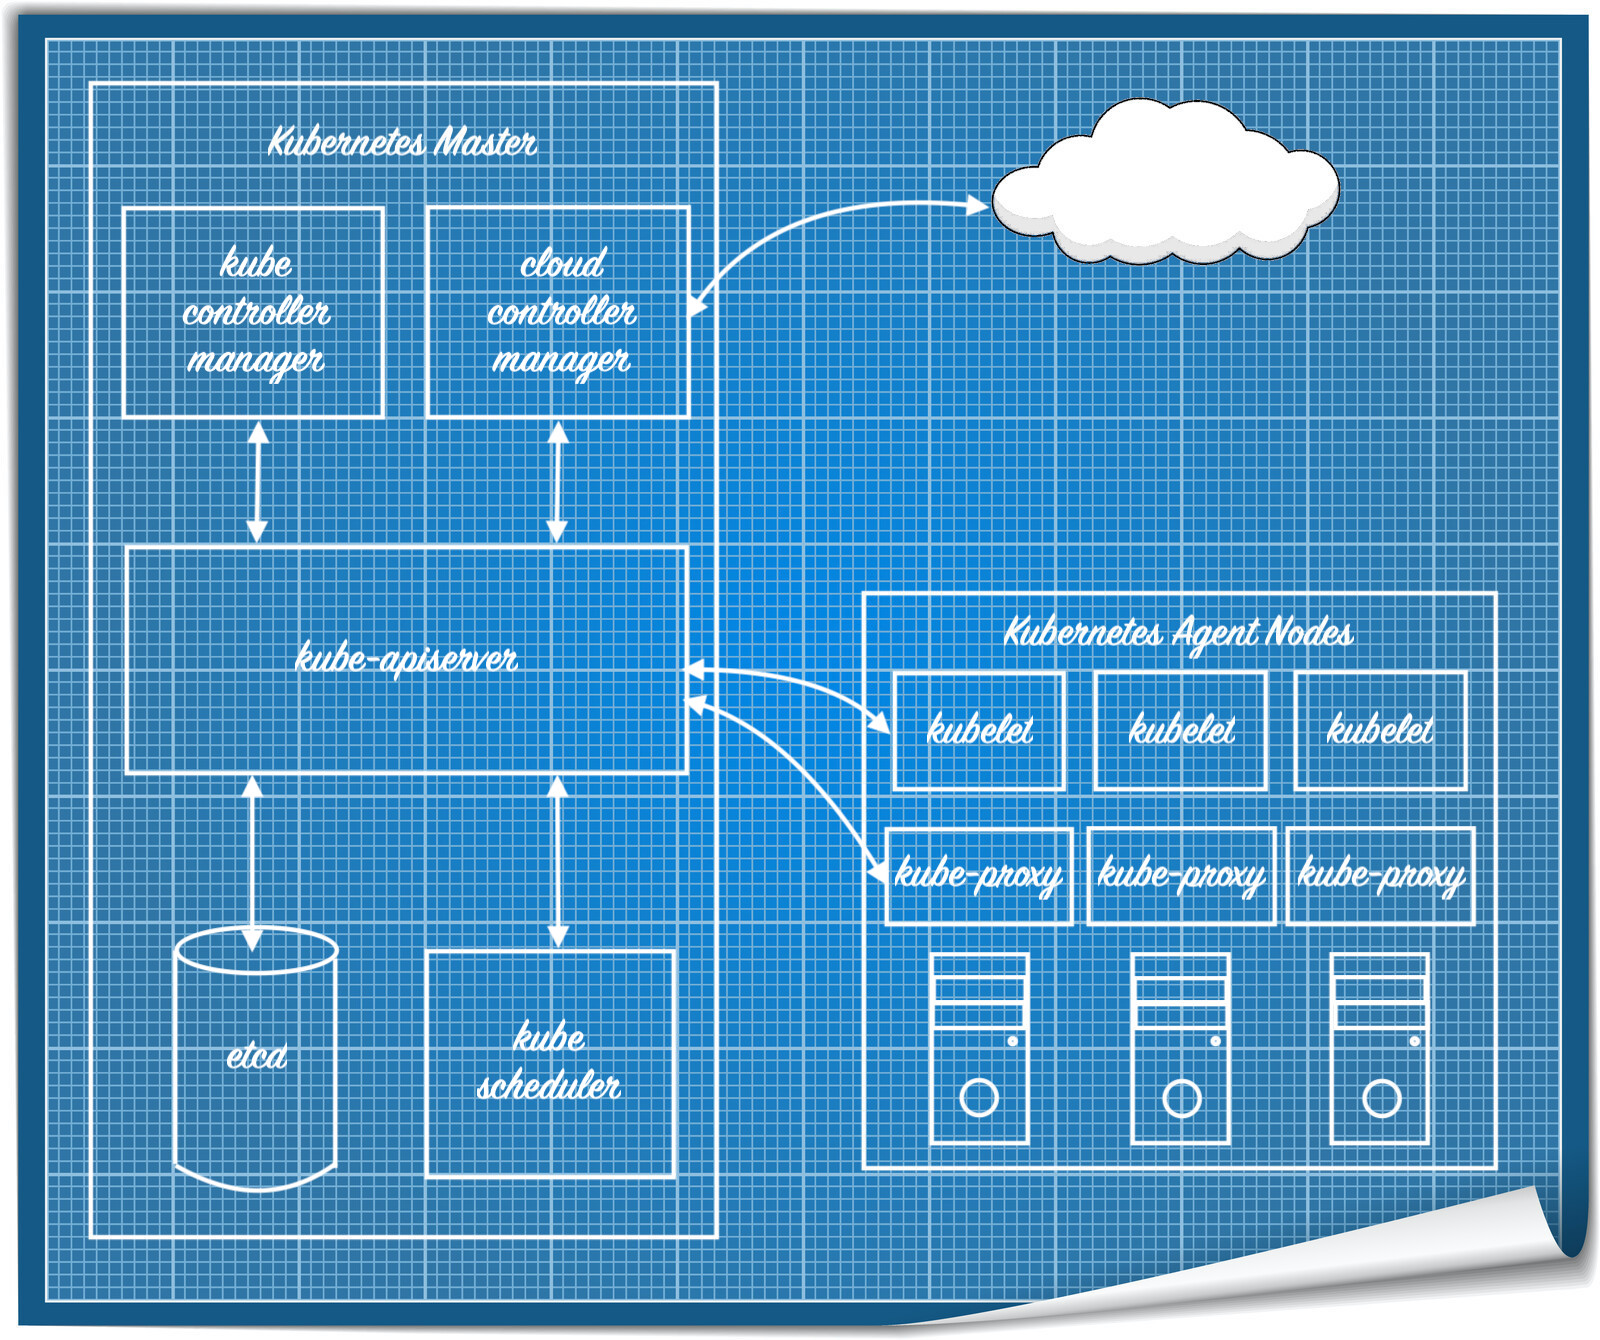 Kubernetes Master
kube
controller
manager
cloud
controller
manager
kube-apiserver
etcd
kube
scheduler
Kubernetes Agent Nodes
kubelet kubelet kubelet
kube-proxy kube-proxy kube-proxy